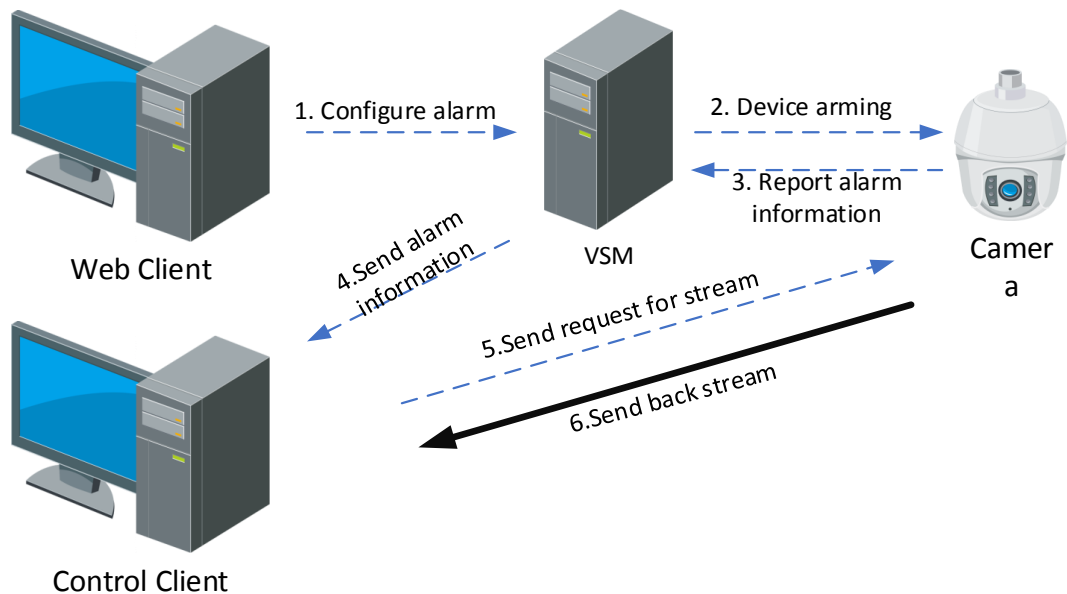 1. Configure alarm
2. Device arming
3. Report alarm
information
Web Client
VSM
Camer
a
4.Send alarm
information
5.Send request for stream
6.Send back stream
Control Client